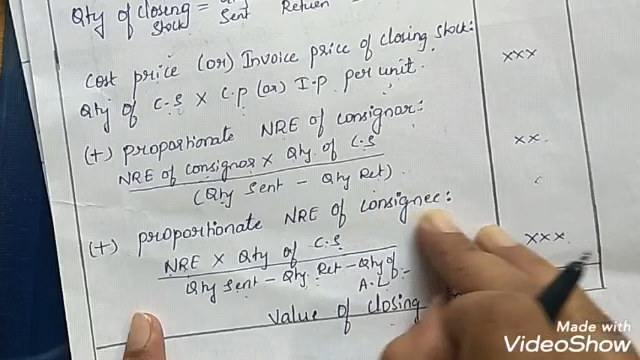 Qty of closing stock = Sent Return
Cost price (or) Invoice price of closing stock: xxx
Qty of C.S X C.P (or) I.P per unit.
(+) proportionate NRE of consignor: xx.
NRE of consignor X Qty of C.S
(Qty Sent - Qty Ret).
(+) proportionate NRE of consignee: xxx.
NRE X Qty of C.S
Qty Sent - Qty Ret - Qty of A.L
Value of closing
Made with
VideoShow